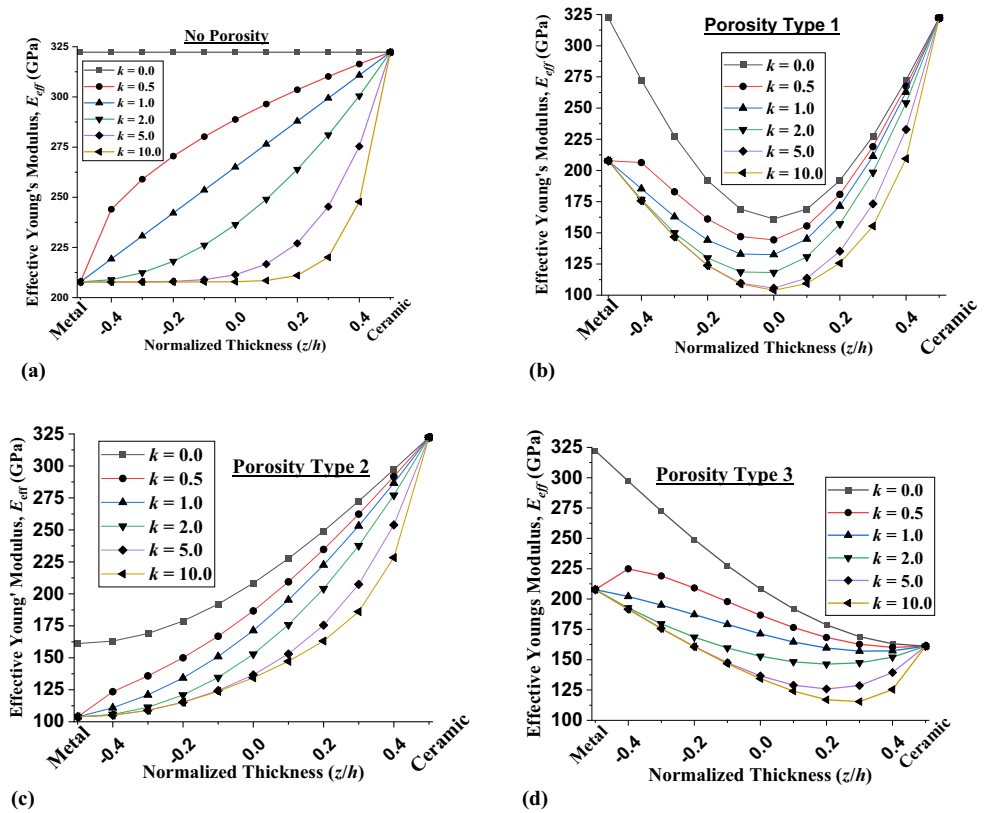 No Porosity
Effective Young's Modulus, E_eff (GPa)
325
300
275
250
225
200
k = 0.0
k = 0.5
k = 1.0
k = 2.0
k = 5.0
k = 10.0
Metal
-0.4
-0.2
0.0
0.2
0.4
Ceramic
Normalized Thickness (z/h)
(a)
Porosity Type 1
Effective Young's Modulus, E_eff (GPa)
325
300
275
250
225
200
175
150
125
100
k = 0.0
k = 0.5
k = 1.0
k = 2.0
k = 5.0
k = 10.0
Metal
-0.4
-0.2
0.0
0.2
0.4
Ceramic
Normalized Thickness (z/h)
(b)
Porosity Type 2
Effective Young' Modulus, E_eff (GPa)
325
300
275
250
225
200
175
150
125
100
k = 0.0
k = 0.5
k = 1.0
k = 2.0
k = 5.0
k = 10.0
Metal
-0.4
-0.2
0.0
0.2
0.4
Ceramic
Normalized Thickness (z/h)
(c)
Porosity Type 3
Effective Youngs Modulus, E_eff (GPa)
325
300
275
250
225
200
175
150
125
100
k = 0.0
k = 0.5
k = 1.0
k = 2.0
k = 5.0
k = 10.0
Metal
-0.4
-0.2
0.0
0.2
0.4
Ceramic
Normalized Thickness (z/h)
(d)